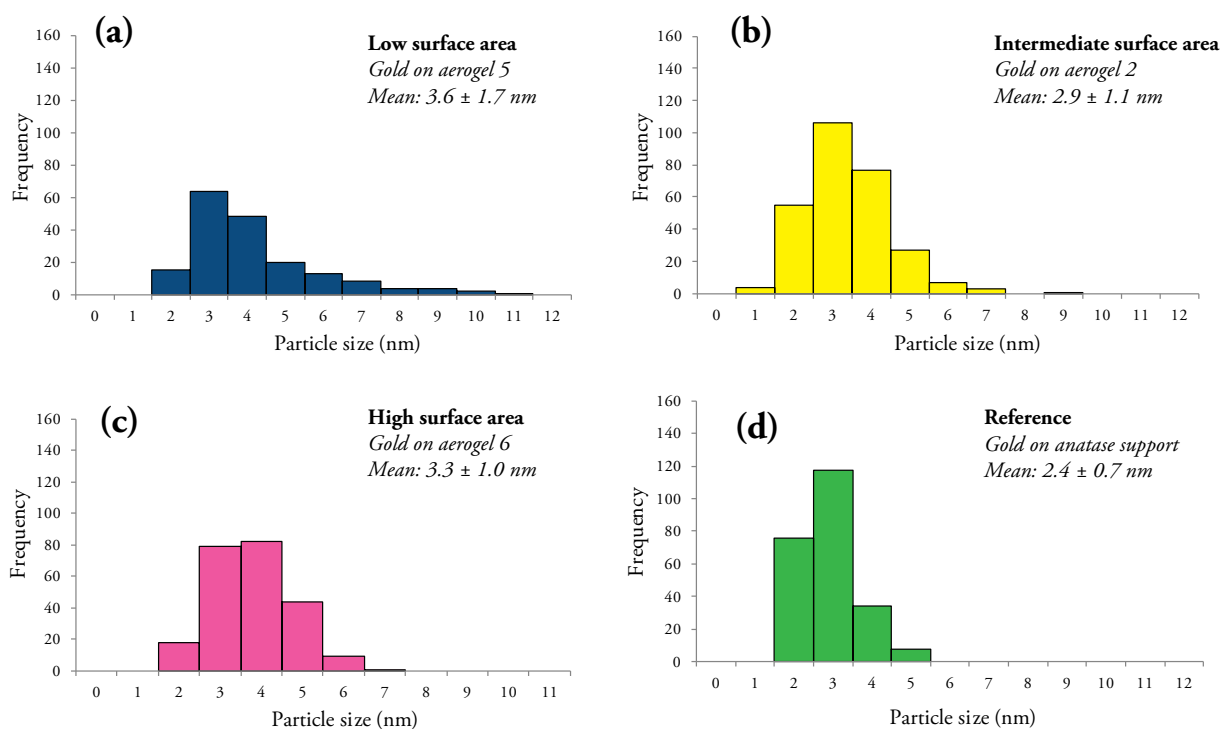 (a)
Low surface area
Gold on aerogel 5
Mean: 3.6 ± 1.7 nm
Frequency
160
140
120
100
80
60
40
20
0
0 1 2 3 4 5 6 7 8 9 10 11 12
Particle size (nm)
(b)
Intermediate surface area
Gold on aerogel 2
Mean: 2.9 ± 1.1 nm
Frequency
160
140
120
100
80
60
40
20
0
0 1 2 3 4 5 6 7 8 9 10 11 12
Particle size (nm)
(c)
High surface area
Gold on aerogel 6
Mean: 3.3 ± 1.0 nm
Frequency
160
140
120
100
80
60
40
20
0
0 1 2 3 4 5 6 7 8 9 10 11
Particle size (nm)
(d)
Reference
Gold on anatase support
Mean: 2.4 ± 0.7 nm
Frequency
160
140
120
100
80
60
40
20
0
0 1 2 3 4 5 6 7 8 9 10 11 12
Particle size (nm)